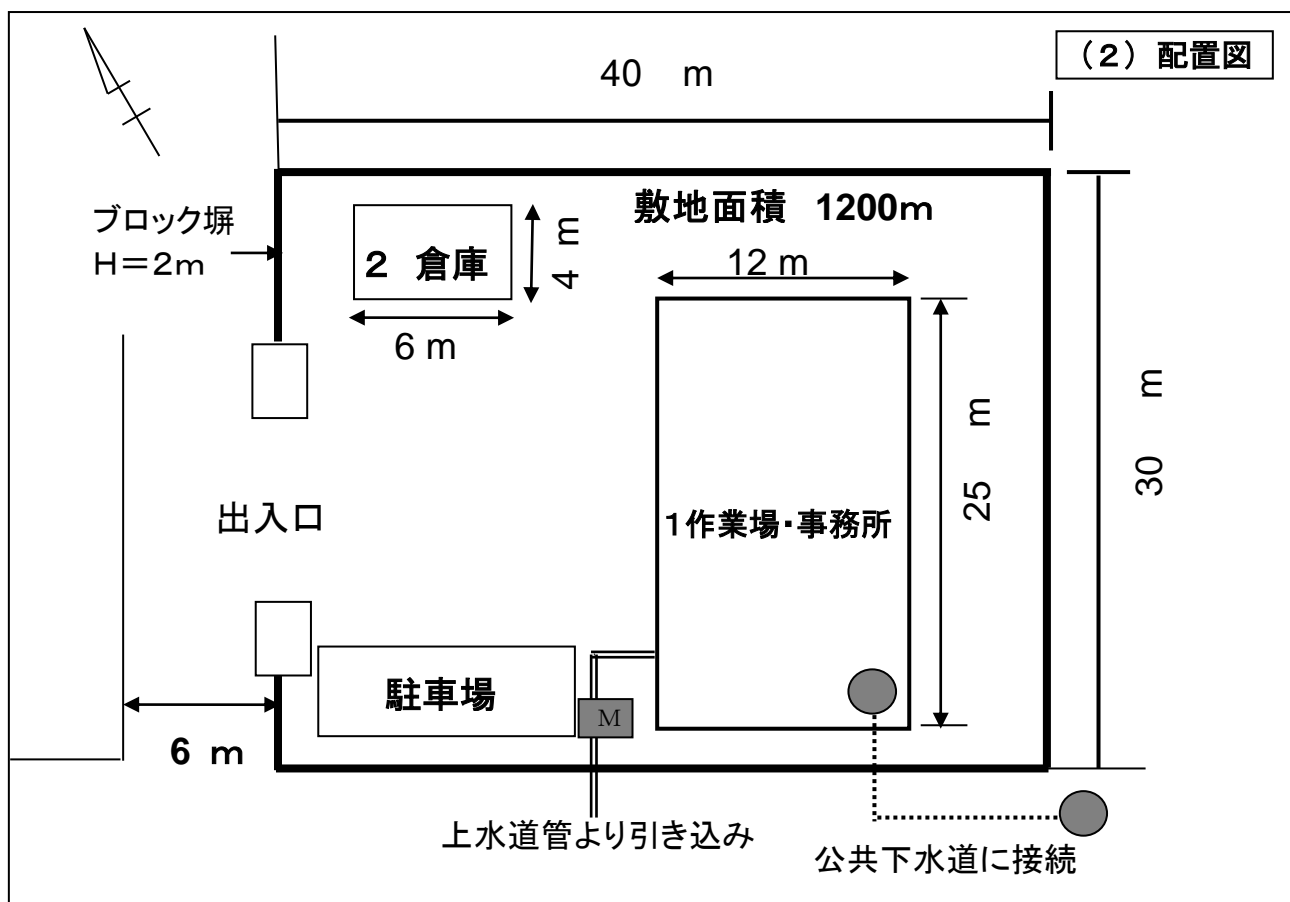 (2)配置図
40 m
敷地面積 1200m
ブロック塀
H=2m
2 倉庫
4 m
6 m
12 m
出入口
1作業場・事務所
25 m
30 m
駐車場
M
6 m
上水道管より引き込み
公共下水道に接続